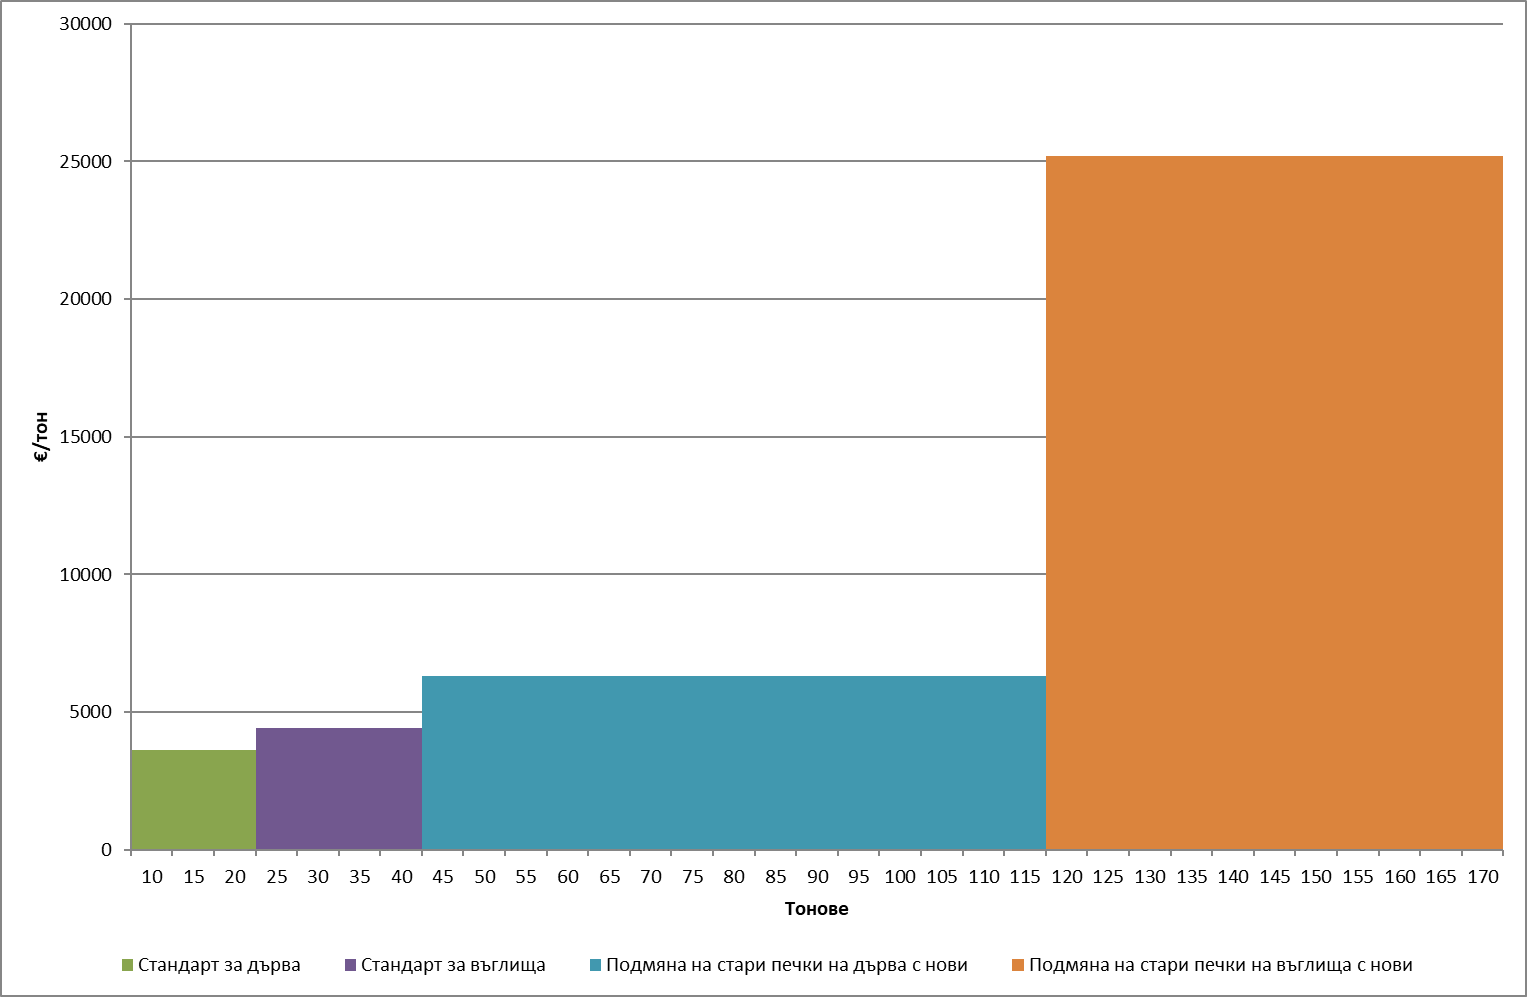 30000
25000
20000
15000
10000
5000
0
€/тон
10 15 20 25 30 35 40 45 50 55 60 65 70 75 80 85 90 95 100 105 110 115 120 125 130 135 140 145 150 155 160 165 170
Тонове
Стандарт за дърва Стандарт за въглища Подмяна на стари печки на дърва с нови Подмяна на стари печки на въглища с нови